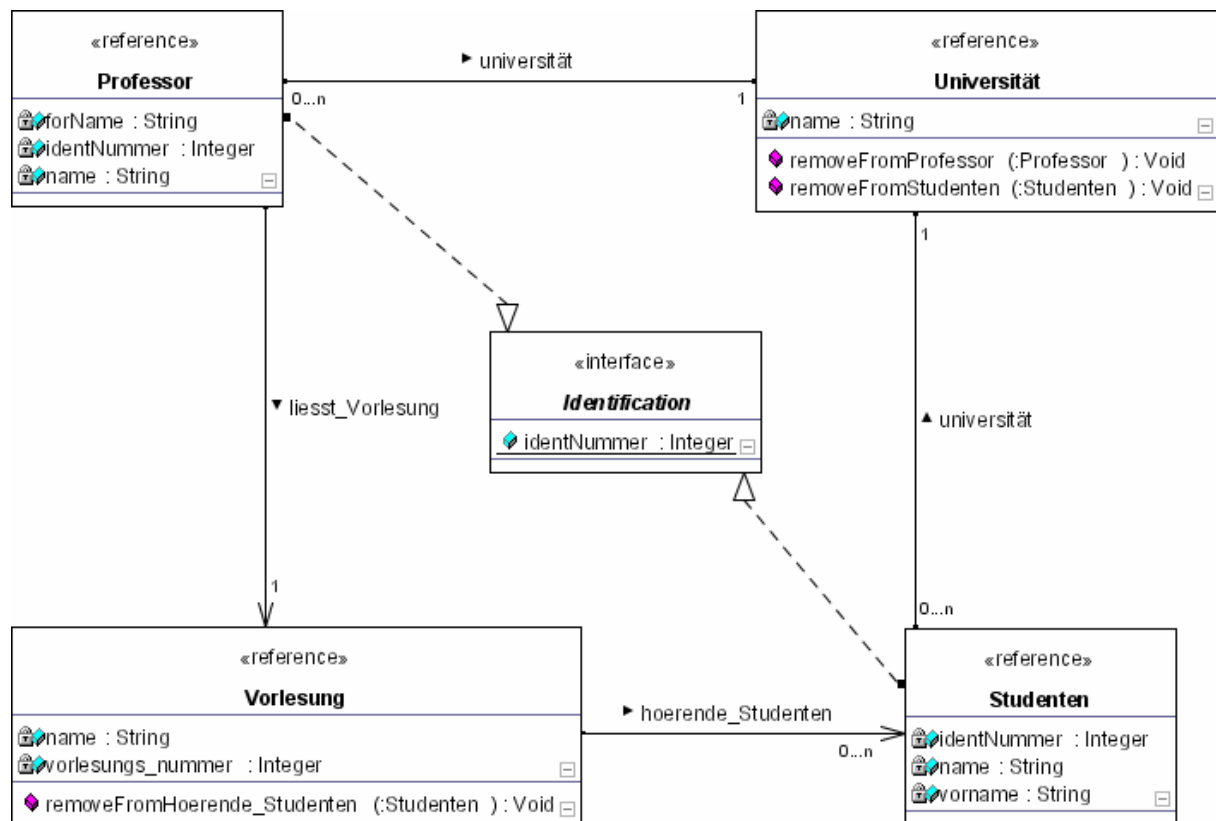 «reference»
Professor
forName : String
identNummer : Integer
name : String
universität
0...n
1
«reference»
Universität
name : String
removeFromProfessor (:Professor ) : Void
removeFromStudenten (:Studenten ) : Void
1
liesst_Vorlesung
«interface»
Identification
identNummer : Integer
universität
1
0...n
«reference»
Vorlesung
name : String
vorlesungs_nummer : Integer
removeFromHoerende_Studenten (:Studenten ) : Void
hoerende_Studenten
0...n
«reference»
Studenten
identNummer : Integer
name : String
vorname : String